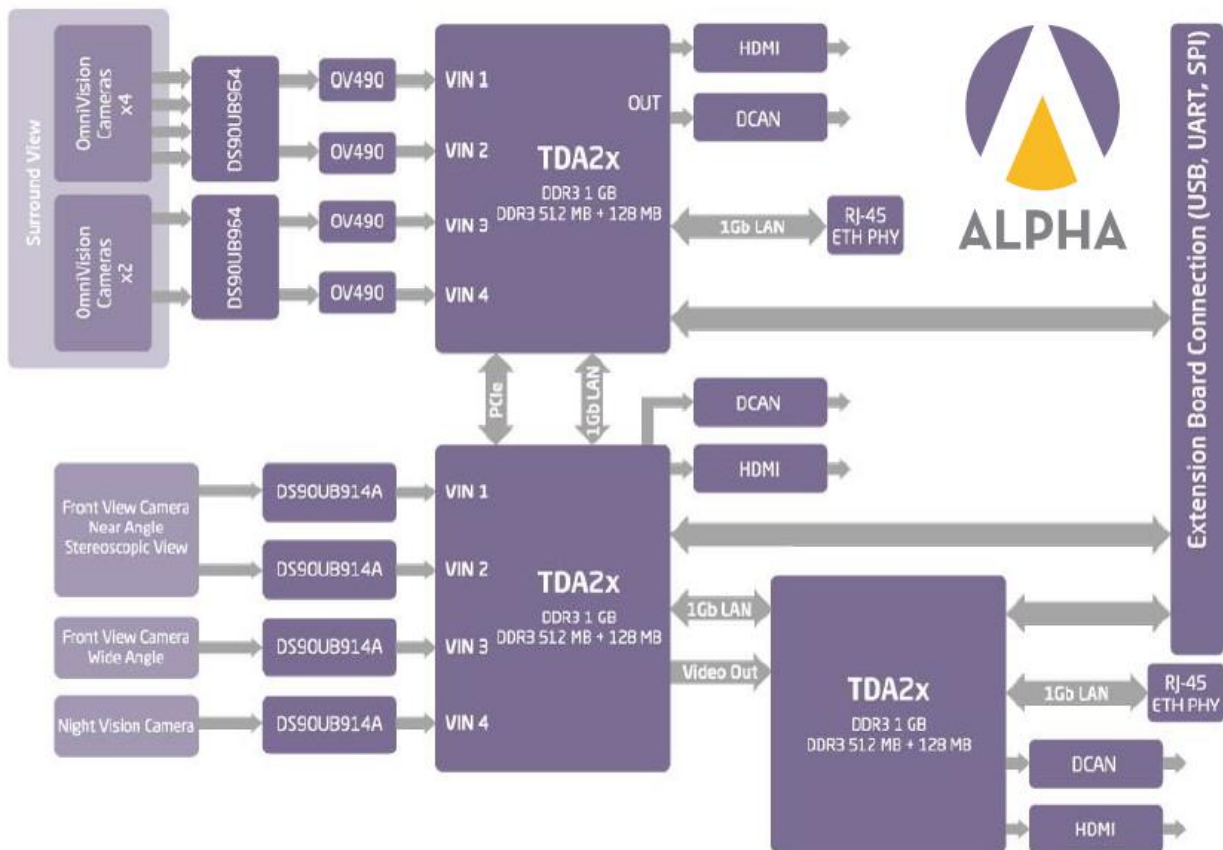 Surround View
OmniVision
Cameras
x4
OmniVision
Cameras
x2
DS90UB964
DS90UB964
OV490
OV490
OV490
OV490
VIN 1
VIN 2
VIN 3
VIN 4
OUT
TDA2x
DDR3 1 GB
DDR3 512 MB + 128 MB
HDMI
DCAN
1Gb LAN
RJ-45
ETH PHY
ALPHA
Extension Board Connection (USB, UART, SPI)
PCIe
1Gb LAN
DCAN
HDMI
Front View Camera
Near Angle
Stereoscopic View
Front View Camera
Wide Angle
Night Vision Camera
DS90UB914A
DS90UB914A
DS90UB914A
DS90UB914A
VIN 1
VIN 2
VIN 3
VIN 4
TDA2x
DDR3 1 GB
DDR3 512 MB + 128 MB
1Gb LAN
Video Out
TDA2x
DDR3 1 GB
DDR3 512 MB + 128 MB
1Gb LAN
RJ-45
ETH PHY
DCAN
HDMI